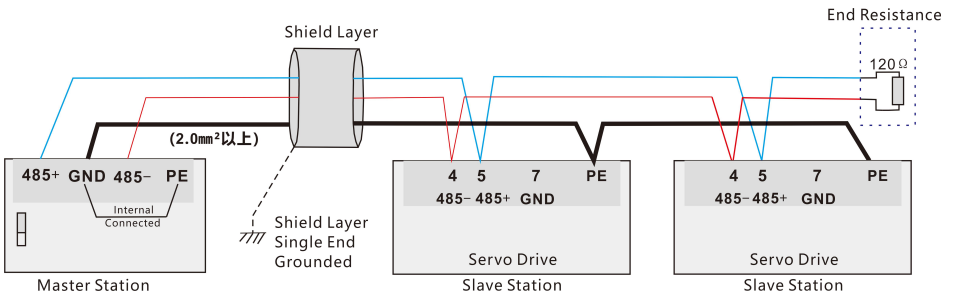 End Resistance
Shield Layer
120Ω
(2.0mm²以上)
485+ GND 485- PE
4 5 7 PE
4 5 7 PE
485- 485+ GND
485- 485+ GND
Internal
Connected
Shield Layer
Single End
Grounded
Servo Drive
Servo Drive
Master Station
Slave Station
Slave Station